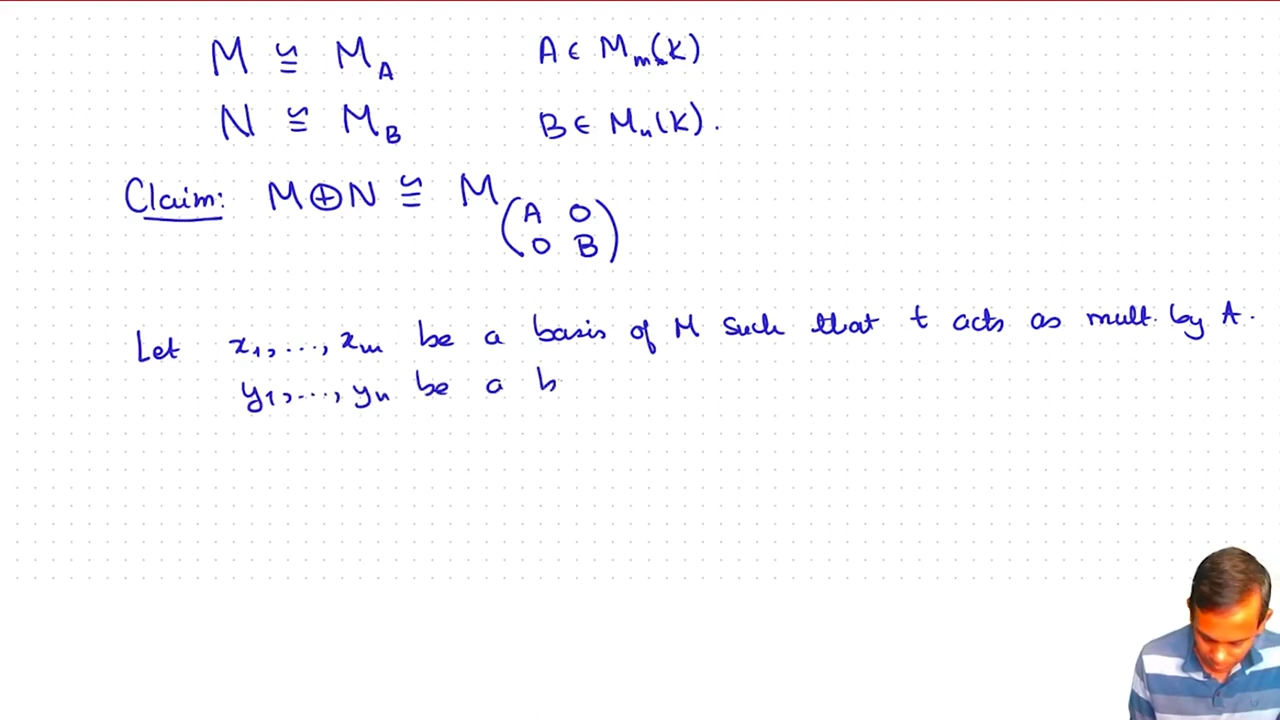 M ≅ M_A A ∈ M_m(K)
N ≅ M_B B ∈ M_n(K).
Claim: M⊕N ≅ M_(A 0
0 B)
Let x_1, ..., x_m be a basis of M such that t acts as mult. by A.
y_1, ..., y_n be a b